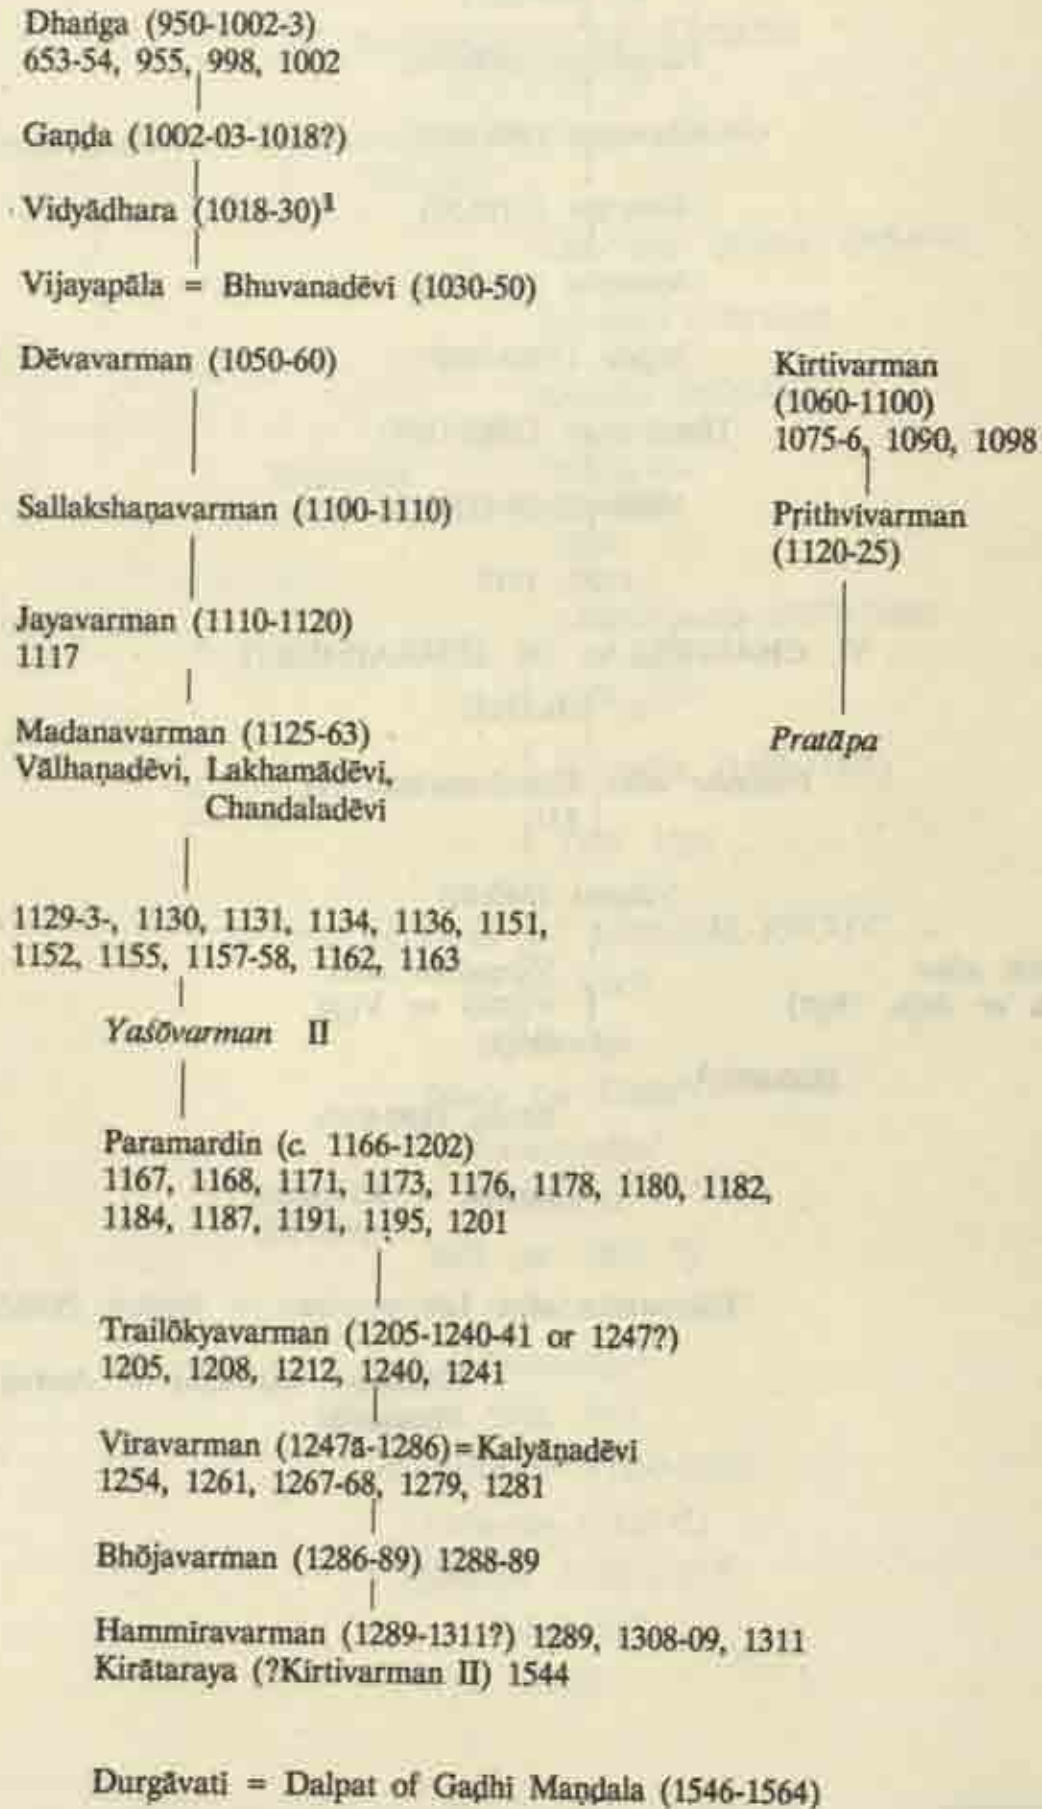 Dhaṅga (950-1002-3)
653-54, 955, 998, 1002
Gaṇḍa (1002-03-1018?)
Vidyādhara (1018-30)¹
Vijayapāla = Bhuvanadēvi (1030-50)
Dēvavarman (1050-60)
Kīrtivarman
(1060-1100)
1075-6, 1090, 1098
Sallakshaṇavarman (1100-1110)
Pṛithvīvarman
(1120-25)
Jayavarman (1110-1120)
1117
Madanavarman (1125-63)
Vālhaṇadēvi, Lakhamādēvi,
Chandaladēvi
Pratāpa
1129-3-, 1130, 1131, 1134, 1136, 1151,
1152, 1155, 1157-58, 1162, 1163
Yaśōvarman II
Paramardin (c. 1166-1202)
1167, 1168, 1171, 1173, 1176, 1178, 1180, 1182,
1184, 1187, 1191, 1195, 1201
Trailōkyavarman (1205-1240-41 or 1247?)
1205, 1208, 1212, 1240, 1241
Viravarman (1247ā-1286)=Kalyāṇadēvi
1254, 1261, 1267-68, 1279, 1281
Bhōjavarman (1286-89) 1288-89
Hammīravarman (1289-1311?) 1289, 1308-09, 1311
Kirātaraya (?Kīrtivarman II) 1544
Durgāvati = Dalpat of Gaḍhi Maṇḍala (1546-1564)